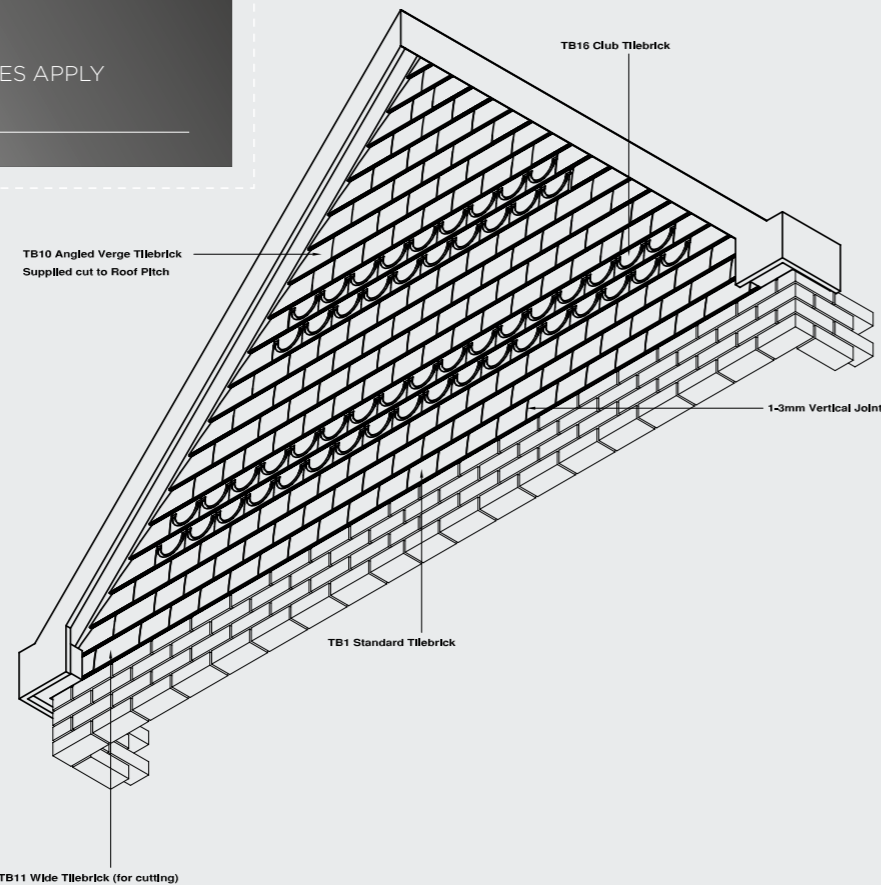 ES APPLY
TB16 Club Tilebrick
TB10 Angled Verge Tilebrick
Supplied cut to Roof Pitch
1-3mm Vertical Joint
TB1 Standard Tilebrick
TB11 Wide Tilebrick (for cutting)